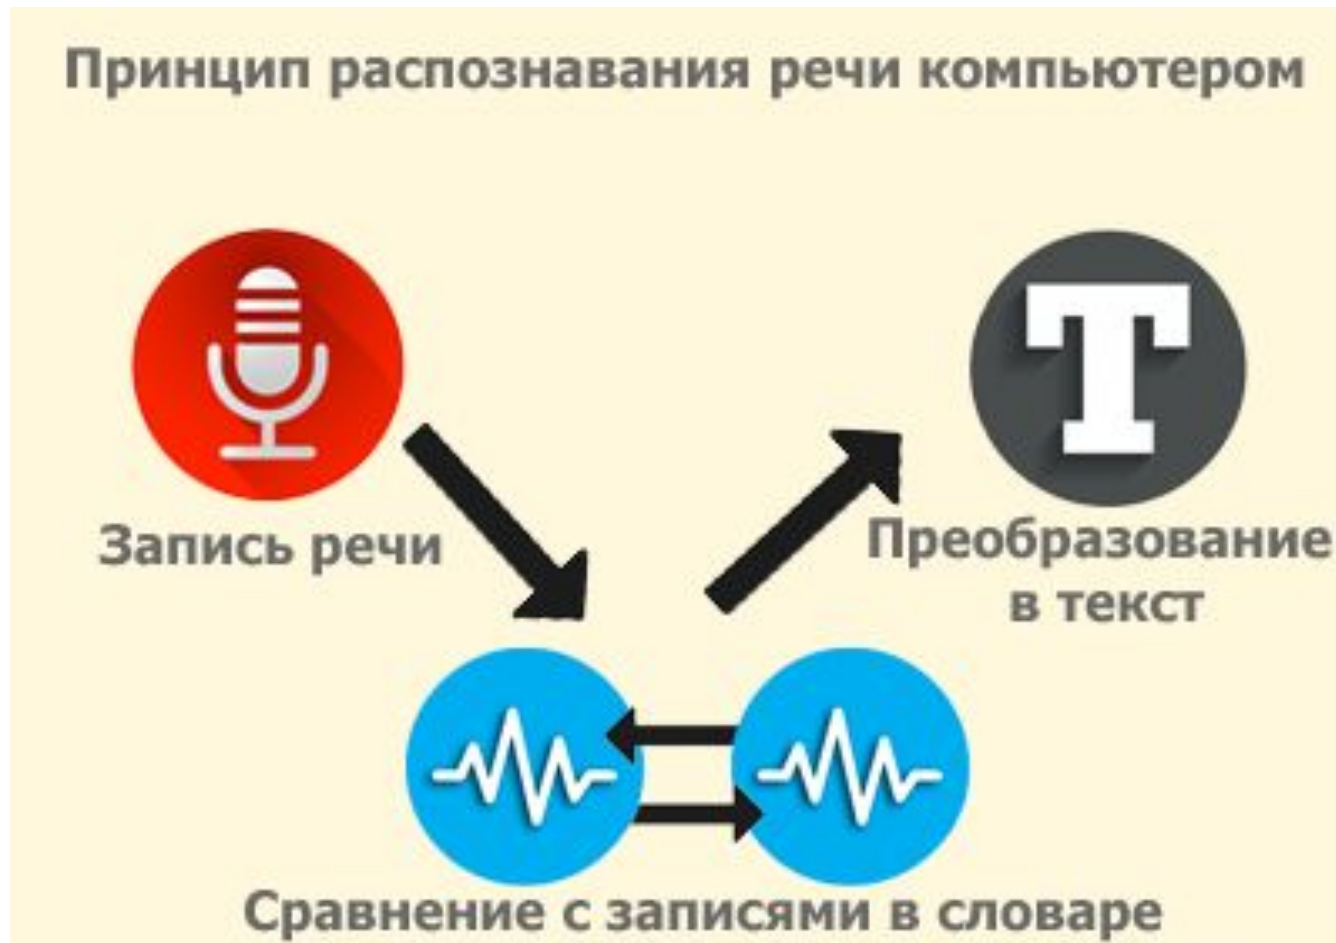 Принцип распознавания речи компьютером
Запись речи
Преобразование
в текст
Сравнение с записями в словаре